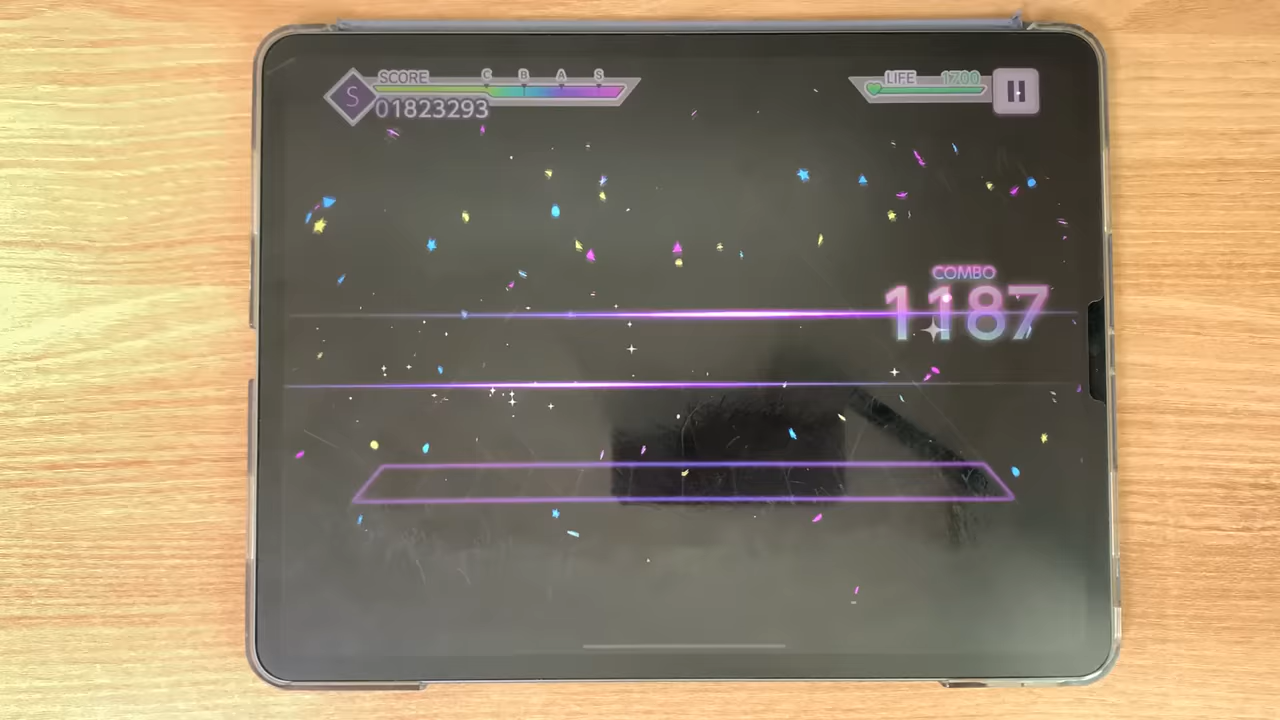 SCORE C B A S
S
01823293
LIFE 1700
COMBO
1187